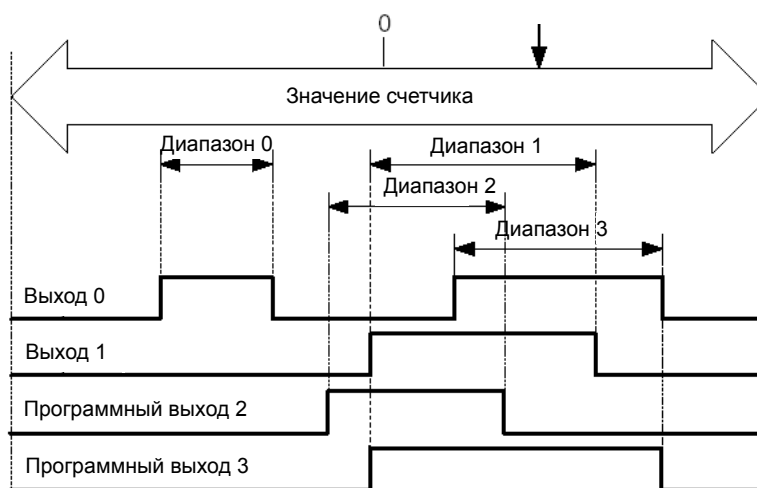 0
Значение счетчика
Диапазон 0
Диапазон 1
Диапазон 2
Диапазон 3
Выход 0
Выход 1
Программный выход 2
Программный выход 3